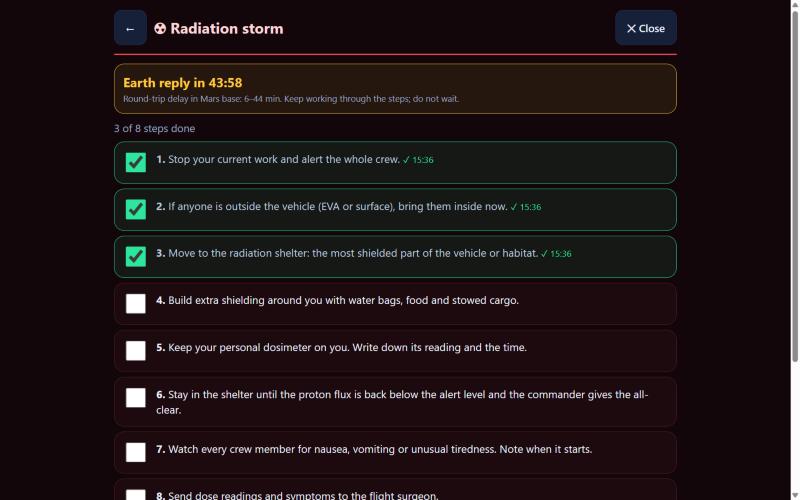 ←
☢ Radiation storm
✕ Close
Earth reply in 43:58
Round-trip delay in Mars base: 6–44 min. Keep working through the steps; do not wait.
3 of 8 steps done
1. Stop your current work and alert the whole crew. ✓ 15:36
2. If anyone is outside the vehicle (EVA or surface), bring them inside now. ✓ 15:36
3. Move to the radiation shelter: the most shielded part of the vehicle or habitat. ✓ 15:36
4. Build extra shielding around you with water bags, food and stowed cargo.
5. Keep your personal dosimeter on you. Write down its reading and the time.
6. Stay in the shelter until the proton flux is back below the alert level and the commander gives the all-
clear.
7. Watch every crew member for nausea, vomiting or unusual tiredness. Note when it starts.
8. Send dose readings and symptoms to the flight surgeon.